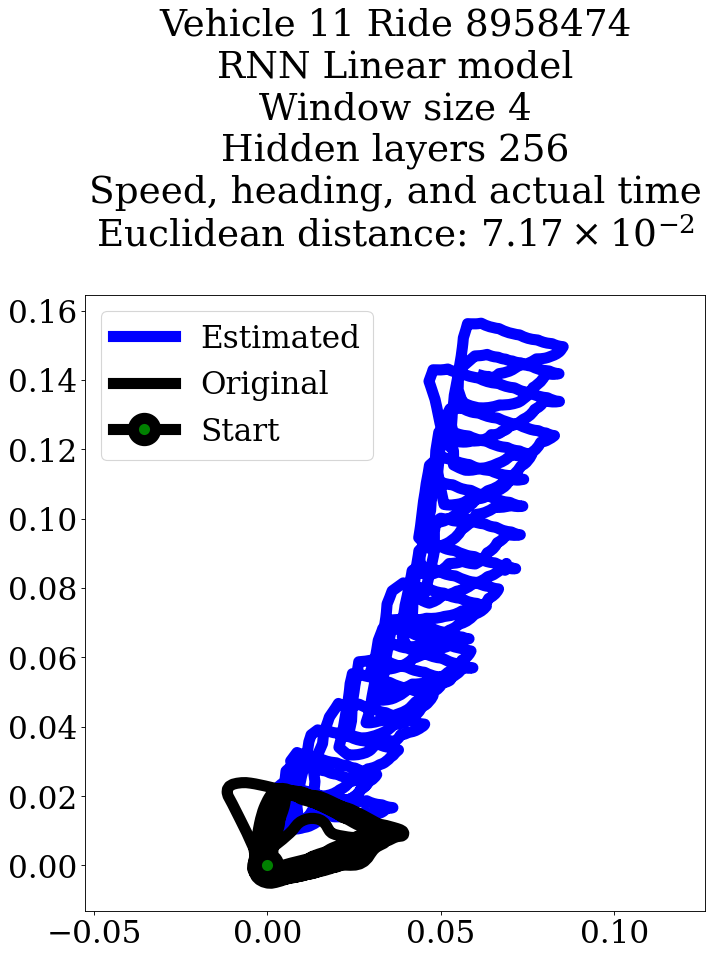 Vehicle 11 Ride 8958474
RNN Linear model
Window size 4
Hidden layers 256
Speed, heading, and actual time
Euclidean distance: 7.17 × 10⁻²
Estimated
Original
Start
0.16
0.14
0.12
0.10
0.08
0.06
0.04
0.02
0.00
−0.05 0.00 0.05 0.10